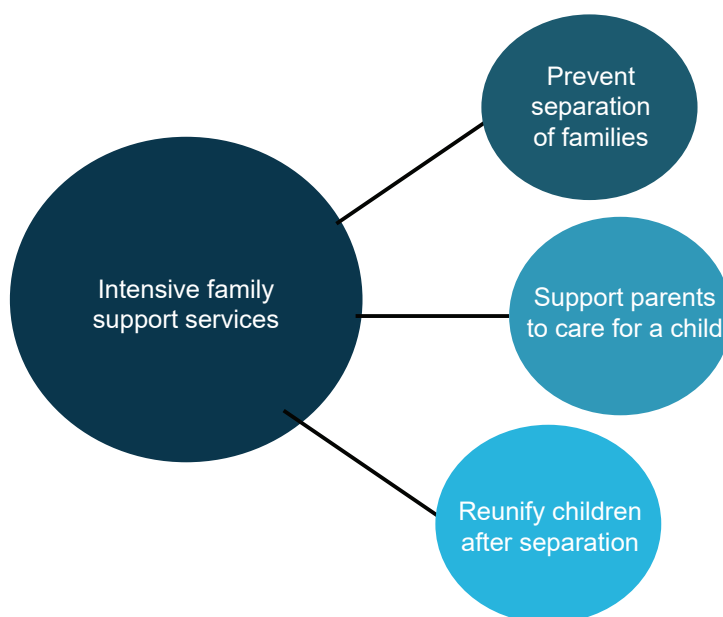 Prevent
separation
of families
Intensive family
support services
Support parents
to care for a child
Reunify children
after separation